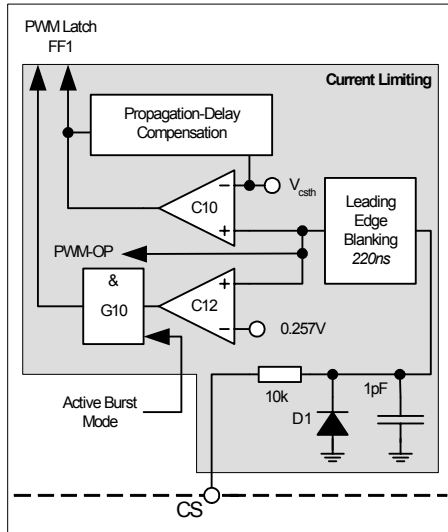 PWM Latch
FF1
Current Limiting
Propagation-Delay
Compensation
Vcsth
C10
Leading
Edge
Blanking
220ns
PWM-OP
&
G10
C12
0.257V
Active Burst
Mode
10k
D1
1pF
CS